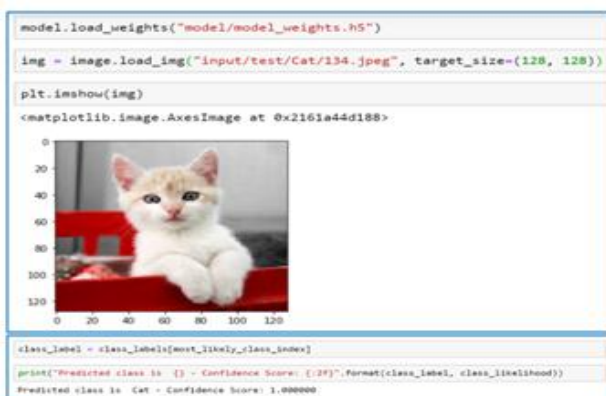 model.load_weights("model/model_weights.h5")
img = image.load_img("input/test/Cat/134.jpeg", target_size=(128, 128))
plt.imshow(img)
<matplotlib.image.AxesImage at 0x2161a44d188>
0
20
40
60
80
100
120
0 20 40 60 80 100 120
class_label = class_labels[most_likely_class_index]
print("Predicted class is {} - Confidence Score: {:2f}".format(class_label, class_likelihood))
Predicted class is Cat - Confidence Score: 1.000000